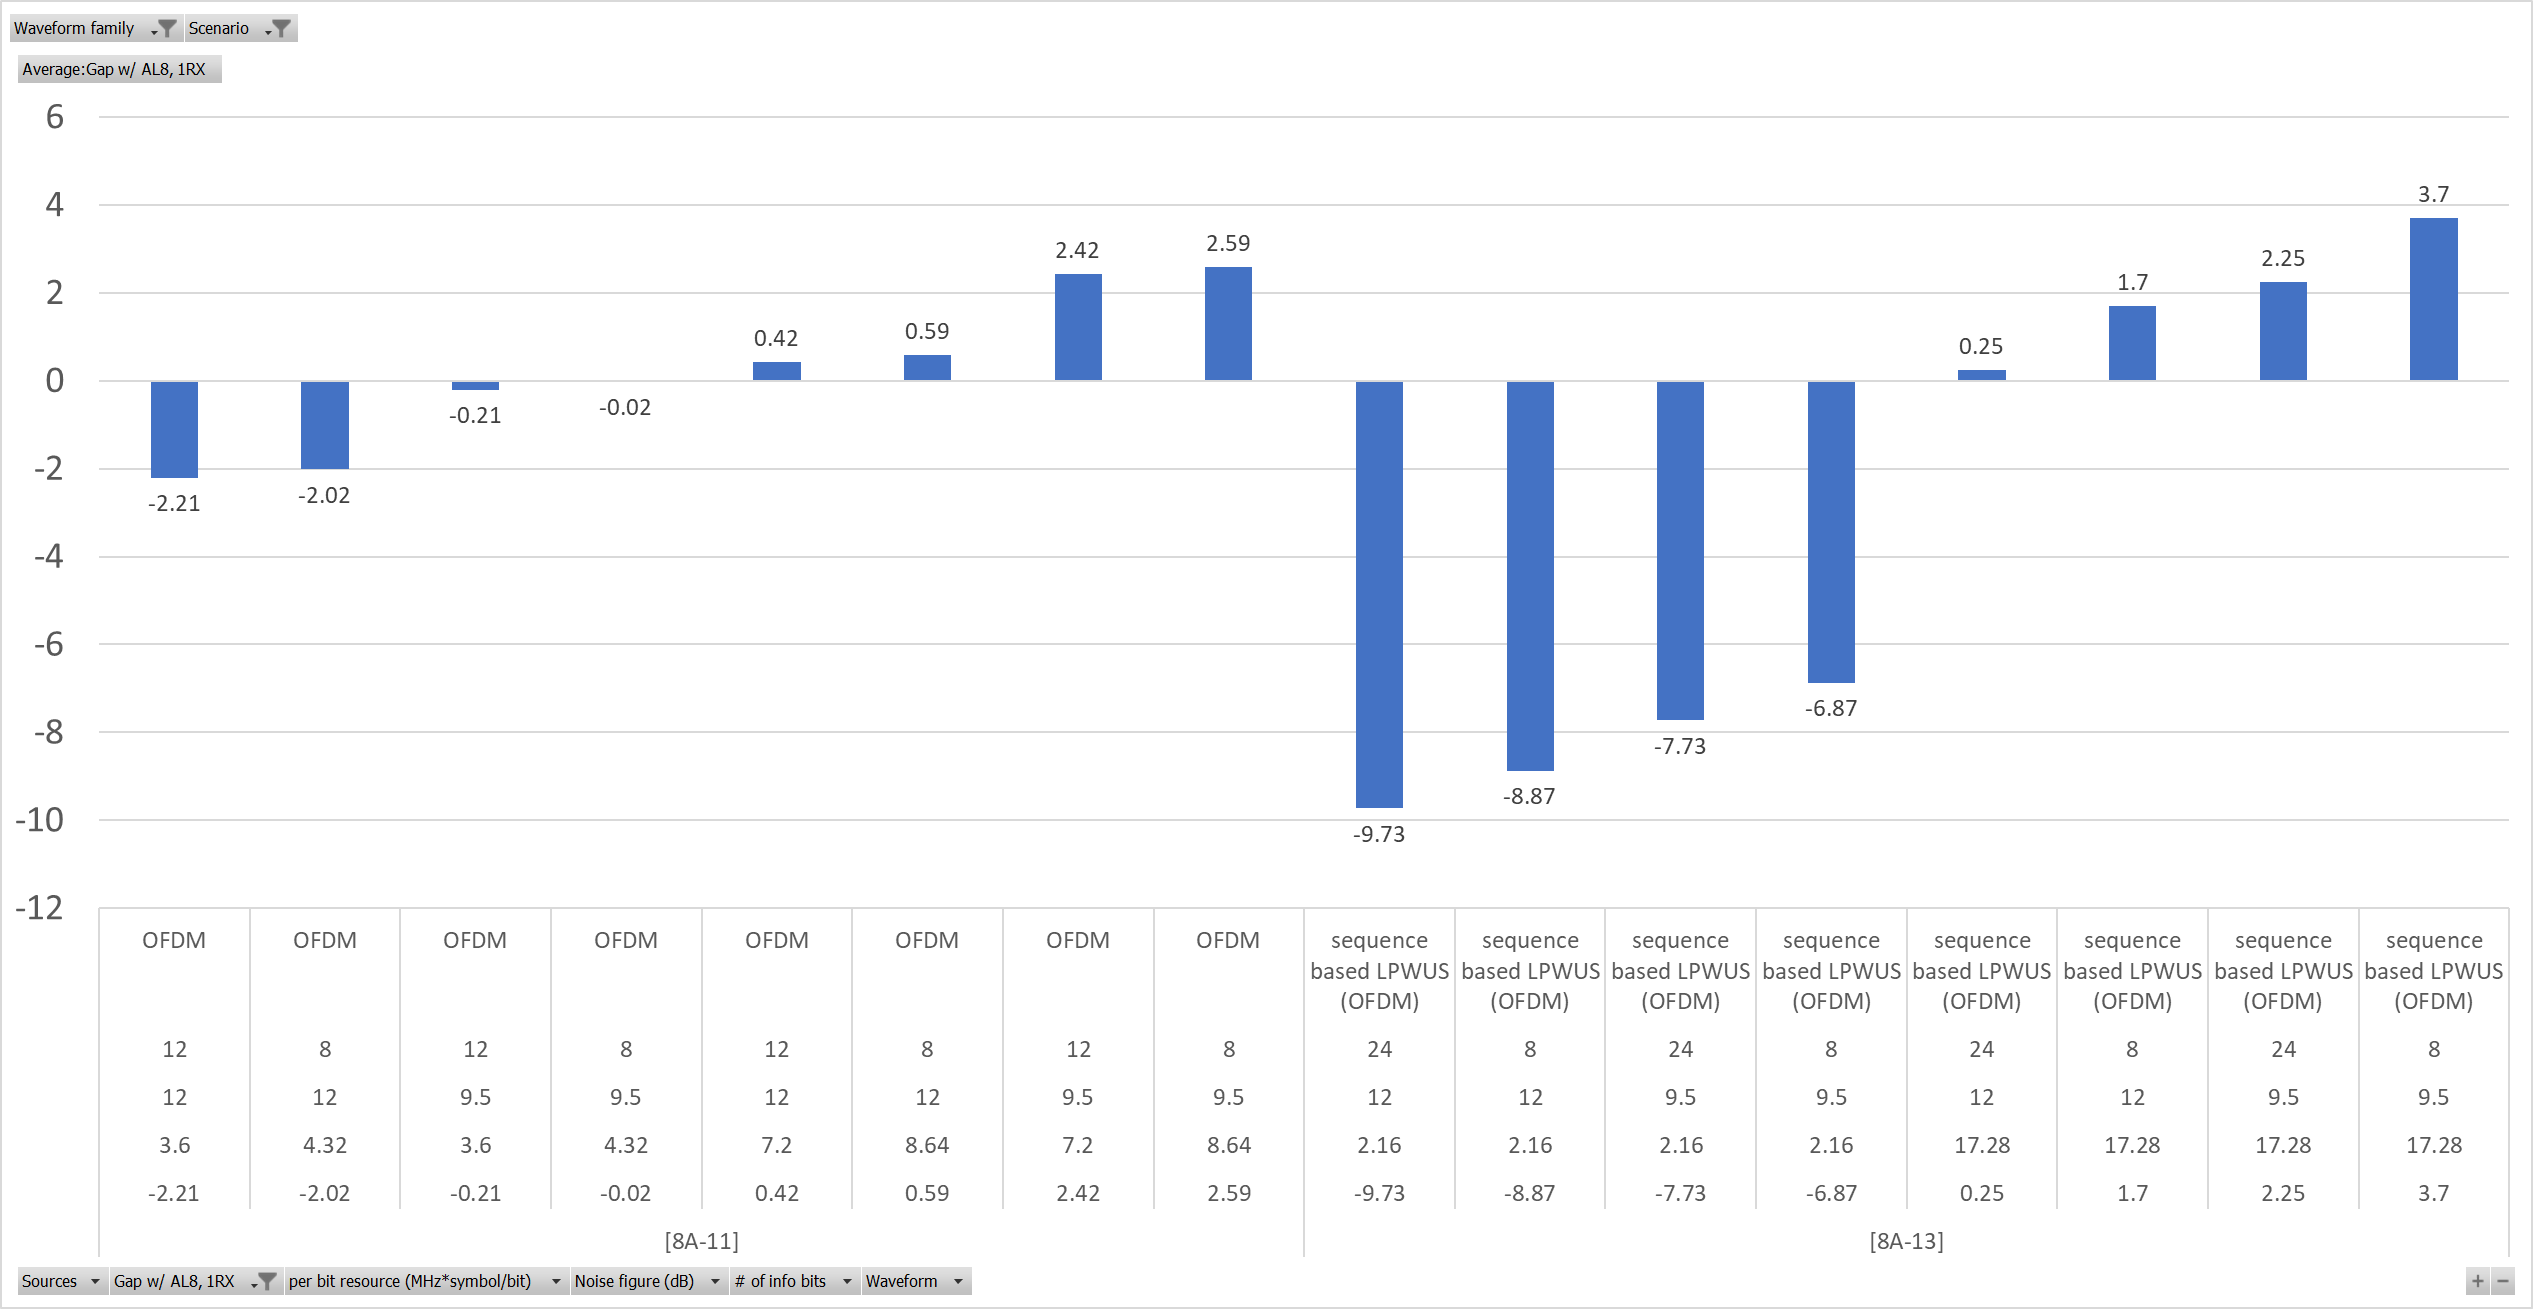 Waveform family Scenario
Average:Gap w/ AL8, 1RX
6
4
2
0
-2
-4
-6
-8
-10
-12
-2.21 -2.02 -0.21 -0.02 0.42 0.59 2.42 2.59 -9.73 -8.87 -7.73 -6.87 0.25 1.7 2.25 3.7
OFDM OFDM OFDM OFDM OFDM OFDM OFDM OFDM sequence sequence sequence sequence sequence sequence sequence sequence
based LPWUS based LPWUS based LPWUS based LPWUS based LPWUS based LPWUS based LPWUS based LPWUS
(OFDM) (OFDM) (OFDM) (OFDM) (OFDM) (OFDM) (OFDM) (OFDM)
12 8 12 8 12 8 12 8 24 8 24 8 24 8 24 8
12 12 9.5 9.5 12 12 9.5 9.5 12 12 9.5 9.5 12 12 9.5 9.5
3.6 4.32 3.6 4.32 7.2 8.64 7.2 8.64 2.16 2.16 2.16 2.16 17.28 17.28 17.28 17.28
-2.21 -2.02 -0.21 -0.02 0.42 0.59 2.42 2.59 -9.73 -8.87 -7.73 -6.87 0.25 1.7 2.25 3.7
[8A-11] [8A-13]
Sources Gap w/ AL8, 1RX per bit resource (MHz*symbol/bit) Noise figure (dB) # of info bits Waveform + −